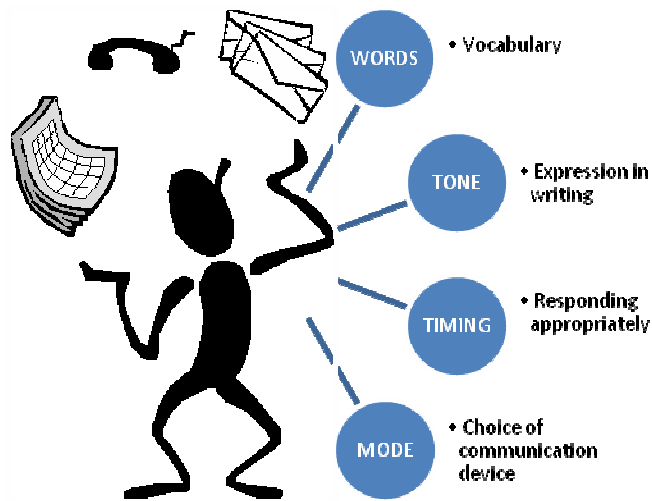 WORDS
• Vocabulary
TONE
• Expression in
writing
TIMING
• Responding
appropriately
MODE
• Choice of
communication
device